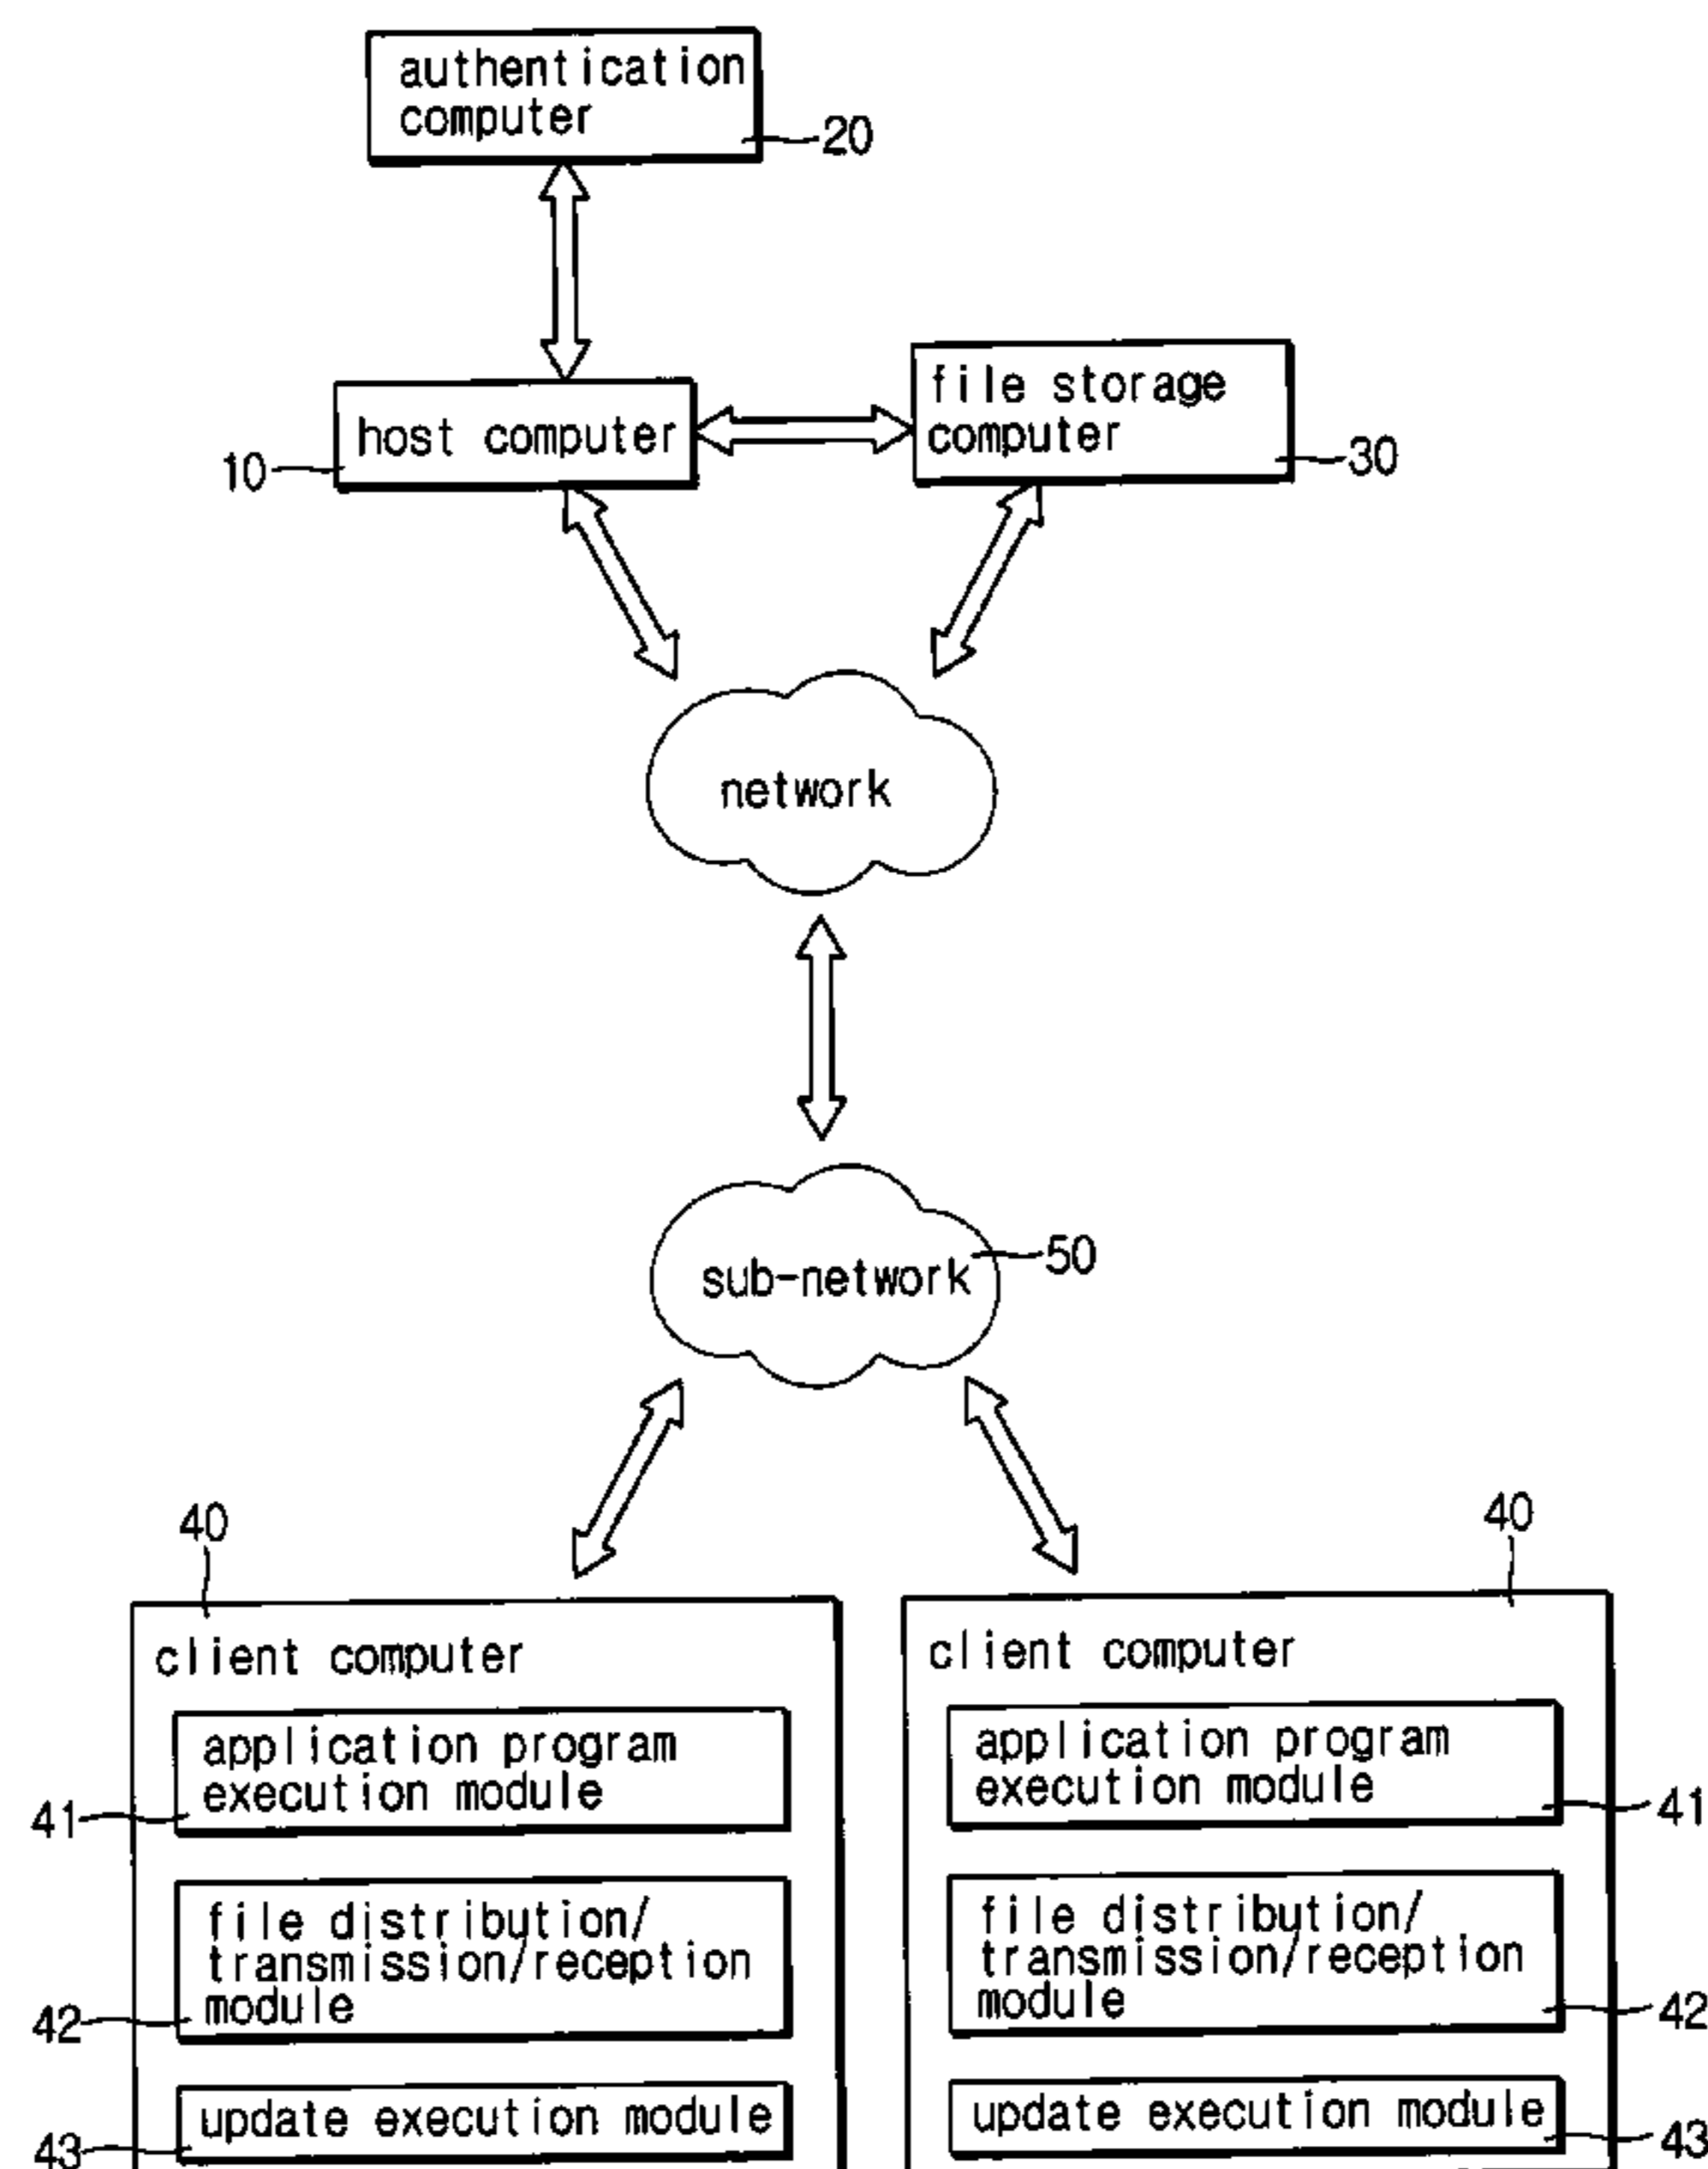 authentication
computer
20
host computer
10
file storage
computer
30
network
sub-network
50
40
client computer
application program
execution module
41
file distribution/
transmission/reception
module
42
update execution module
43
40
client computer
application program
execution module
41
file distribution/
transmission/reception
module
42
update execution module
43